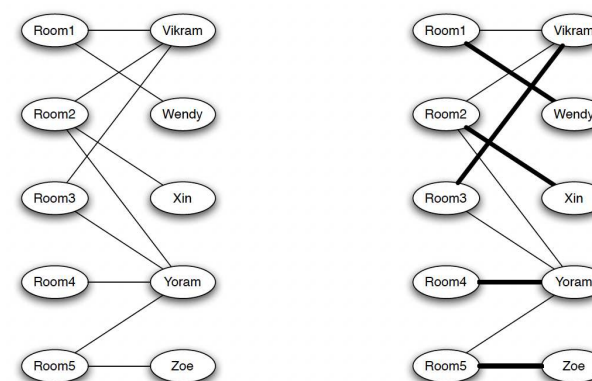 Room1 Vikram Room1 Vikram
Room2 Wendy Room2 Wendy
Room3 Xin Room3 Xin
Room4 Yoram Room4 Yoram
Room5 Zoe Room5 Zoe